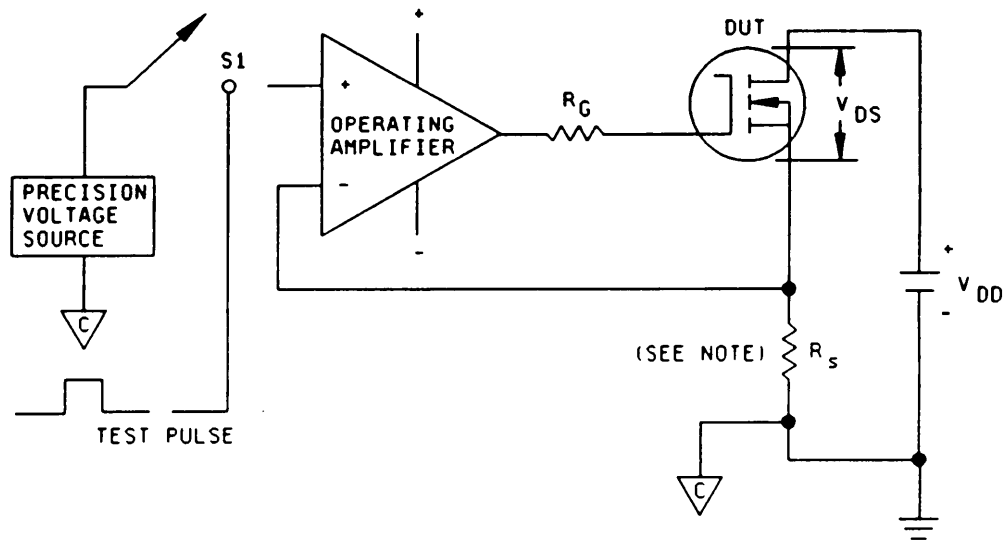 DUT
S1
+
+
V DS
R G
+
OPERATING
AMPLIFIER
-
-
PRECISION
VOLTAGE
SOURCE
+
V DD
-
C
(SEE NOTE)
R s
TEST PULSE
C